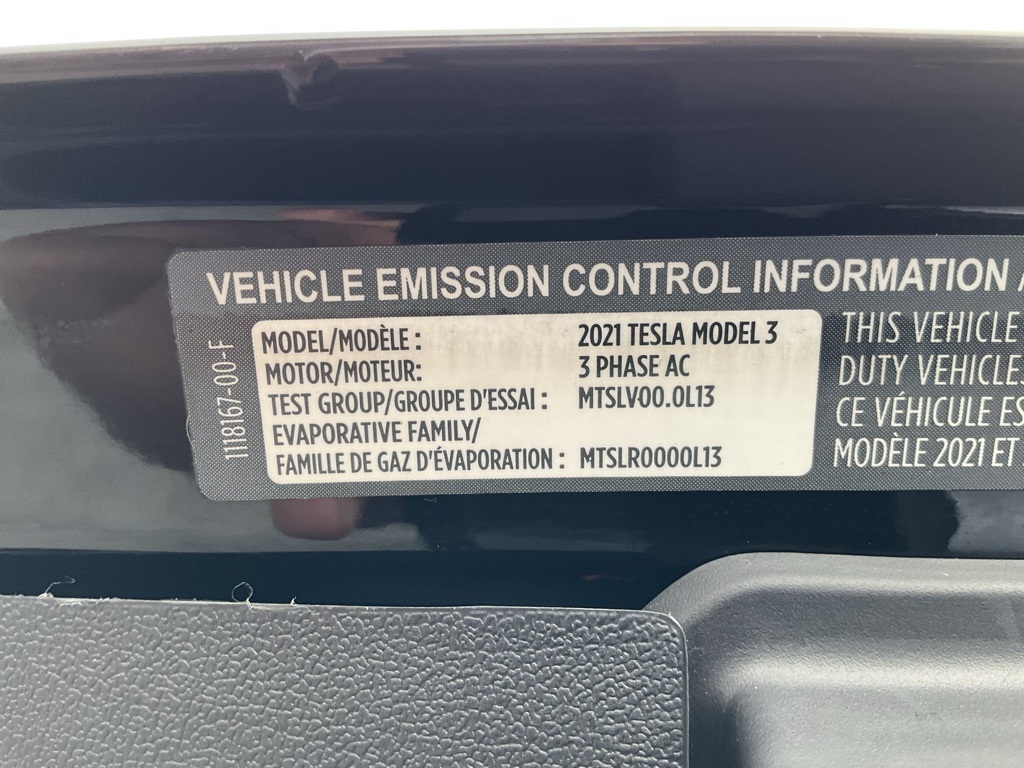 VEHICLE EMISSION CONTROL INFORMATION
1118167-00-F
MODEL/MODÈLE : 2021 TESLA MODEL 3
MOTOR/MOTEUR: 3 PHASE AC
TEST GROUP/GROUPE D'ESSAI : MTSLV00.0L13
EVAPORATIVE FAMILY/
FAMILLE DE GAZ D'ÉVAPORATION : MTSLR0000L13
THIS VEHICLE
DUTY VEHICLES
CE VÉHICULE ES
MODÈLE 2021 ET